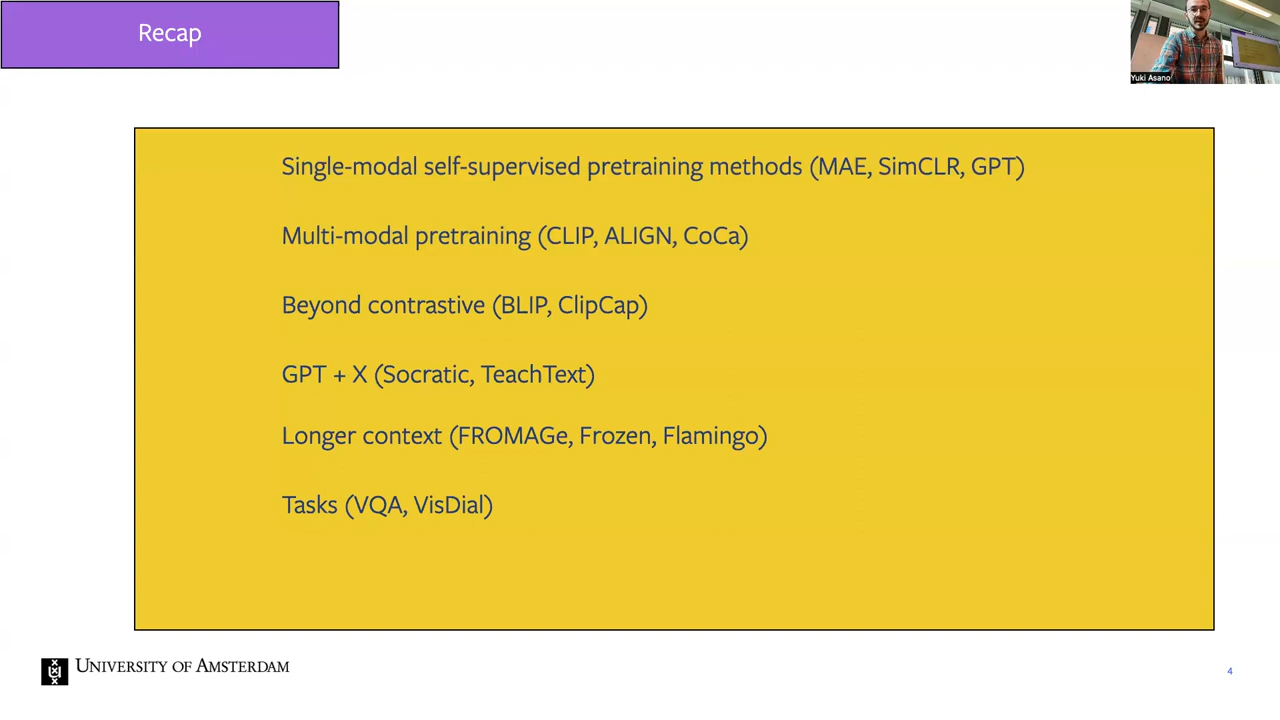 Recap
Yuki Asano
Single-modal self-supervised pretraining methods (MAE, SimCLR, GPT)
Multi-modal pretraining (CLIP, ALIGN, CoCa)
Beyond contrastive (BLIP, ClipCap)
GPT + X (Socratic, TeachText)
Longer context (FROMAGe, Frozen, Flamingo)
Tasks (VQA, VisDial)
UNIVERSITY OF AMSTERDAM
4